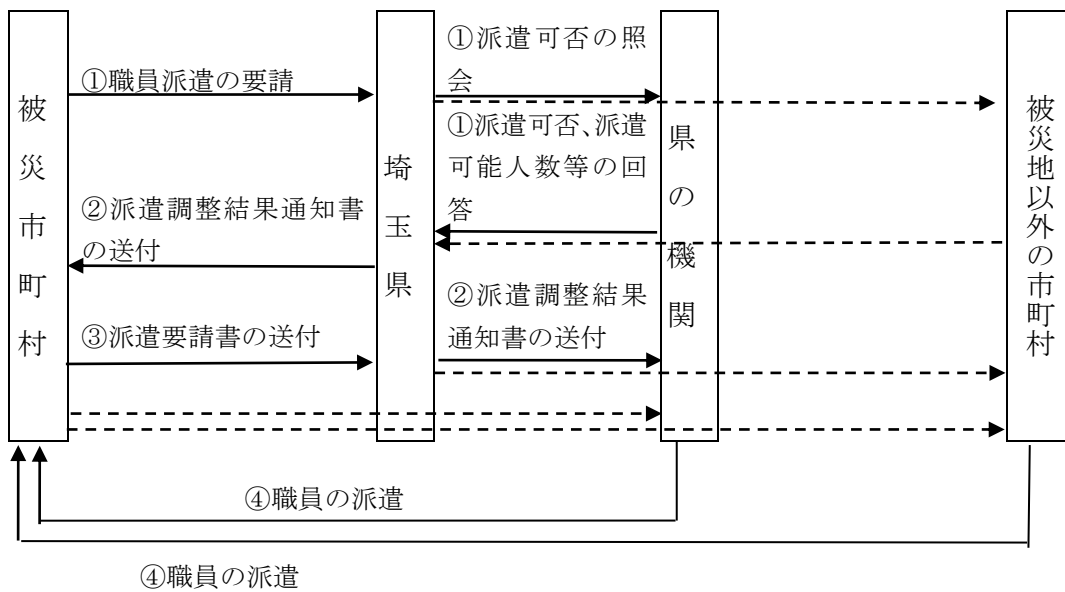 被災市町村
①職員派遣の要請
②派遣調整結果通知書
の送付
③派遣要請書の送付
埼玉県
①派遣可否の照
会
①派遣可否、派遣
可能人数等の回
答
②派遣調整結果
通知書の送付
県の機関
被災地以外の市町村
④職員の派遣
④職員の派遣